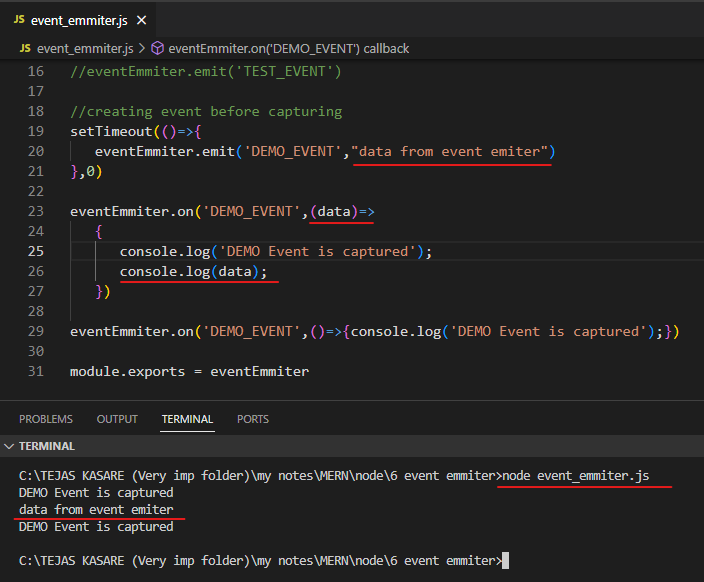 JS event_emmiter.js ×
JS event_emmiter.js > eventEmmiter.on('DEMO_EVENT') callback
16 //eventEmmiter.emit('TEST_EVENT')
17
18 //creating event before capturing
19 setTimeout(()=>{
20 eventEmmiter.emit('DEMO_EVENT',"data from event emiter")
21 },0)
22
23 eventEmmiter.on('DEMO_EVENT',(data)=>
24 {
25 console.log('DEMO Event is captured');
26 console.log(data);
27 })
28
29 eventEmmiter.on('DEMO_EVENT',()=>{console.log('DEMO Event is captured');})
30
31 module.exports = eventEmmiter
PROBLEMS OUTPUT TERMINAL PORTS
TERMINAL
C:\TEJAS KASARE (Very imp folder)\my notes\MERN\node\6 event emmiter>node event_emmiter.js
DEMO Event is captured
data from event emiter
DEMO Event is captured
C:\TEJAS KASARE (Very imp folder)\my notes\MERN\node\6 event emmiter>